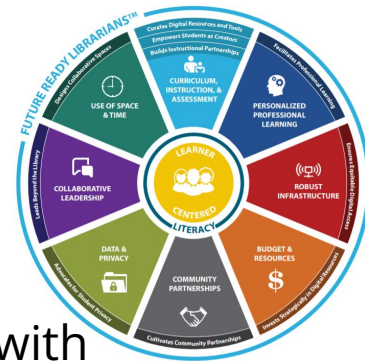 FUTURE READY LIBRARIANS™
Curates Digital Resources and Tools
Empowers Students as Creators
Builds Instructional Partnerships
CURRICULUM,
INSTRUCTION, &
ASSESSMENT
Facilitates Professional Learning
PERSONALIZED
PROFESSIONAL
LEARNING
Ensures Equitable Digital Access
ROBUST
INFRASTRUCTURE
Invests Strategically in Digital Resources
BUDGET &
RESOURCES
$
Cultivates Community Partnerships
COMMUNITY
PARTNERSHIPS
Advocates for Student Privacy
DATA &
PRIVACY
Leads Beyond the Library
COLLABORATIVE
LEADERSHIP
Designs Collaborative Spaces
USE OF SPACE
& TIME
LEARNER
CENTERED
LITERACY
with